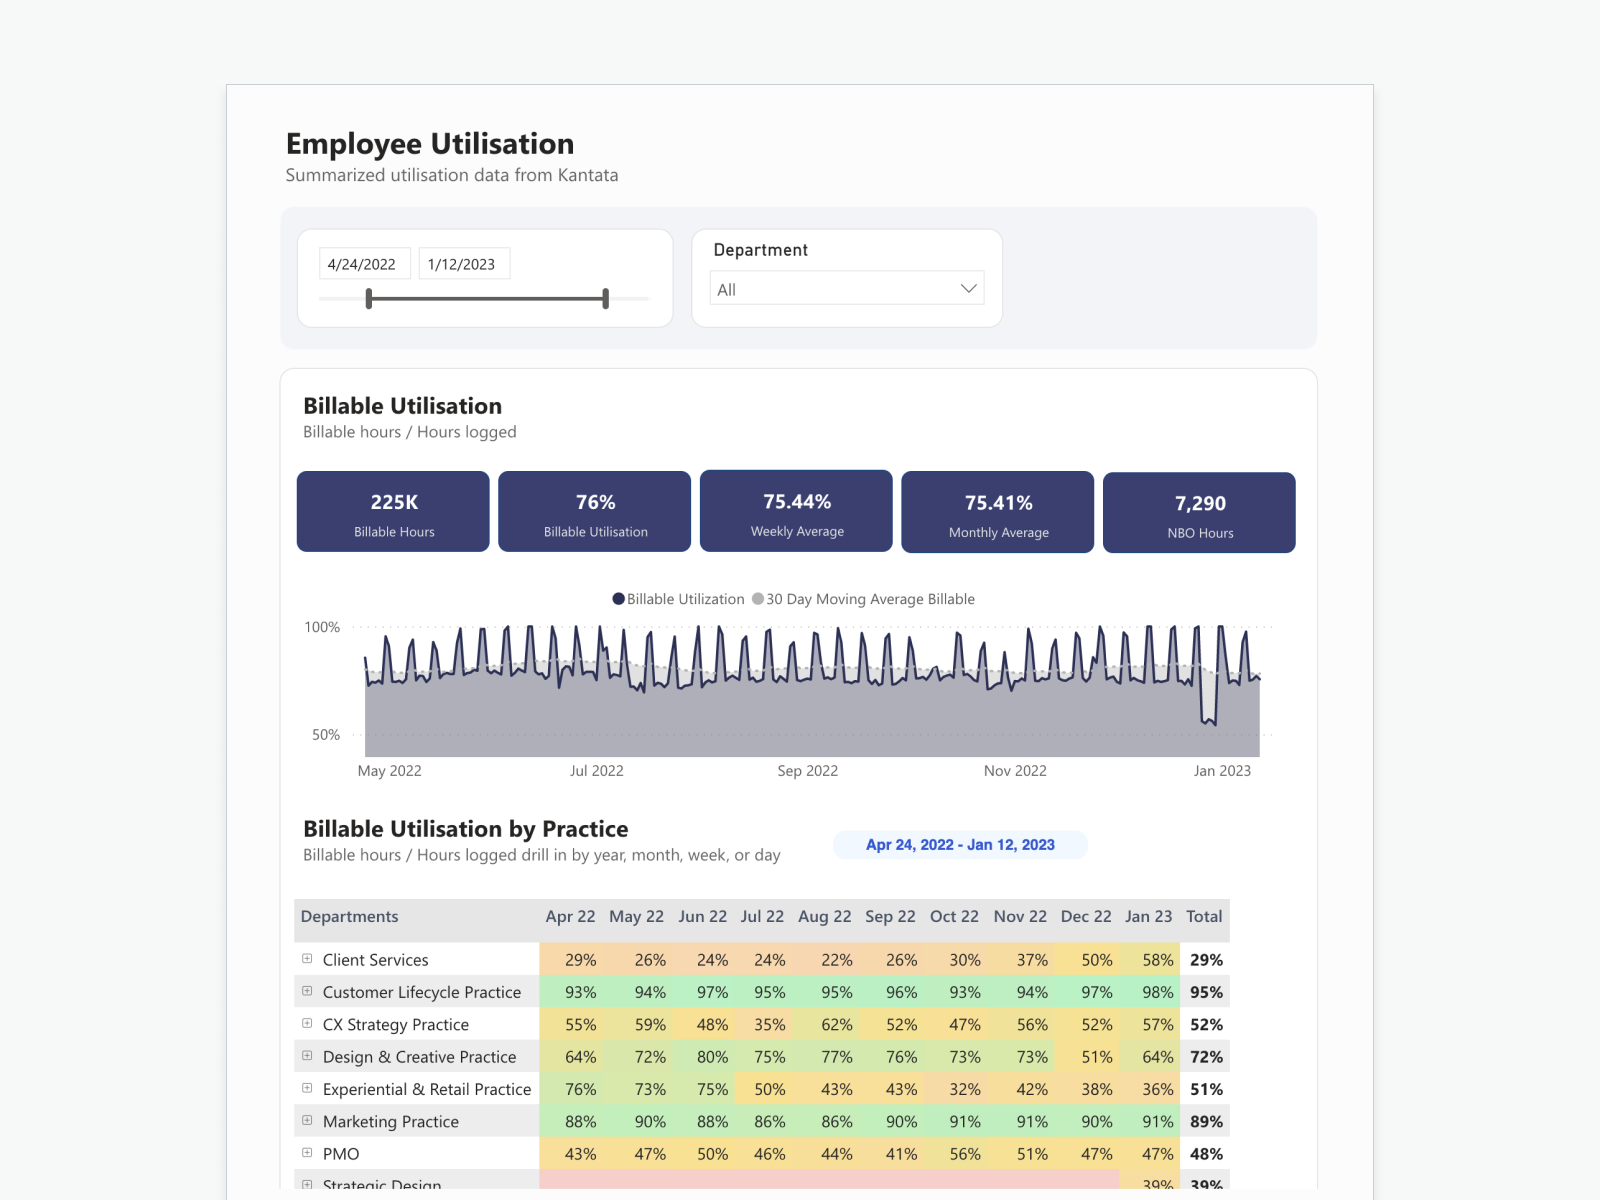 Employee Utilisation
Summarized utilisation data from Kantata
4/24/2022 1/12/2023
Department
All
Billable Utilisation
Billable hours / Hours logged
225K 76% 75.44% 75.41% 7,290
Billable Hours Billable Utilisation Weekly Average Monthly Average NBO Hours
Billable Utilization 30 Day Moving Average Billable
100%
50%
May 2022 Jul 2022 Sep 2022 Nov 2022 Jan 2023
Billable Utilisation by Practice
Billable hours / Hours logged drill in by year, month, week, or day
Apr 24, 2022 - Jan 12, 2023
Departments Apr 22 May 22 Jun 22 Jul 22 Aug 22 Sep 22 Oct 22 Nov 22 Dec 22 Jan 23 Total
Client Services 29% 26% 24% 24% 22% 26% 30% 37% 50% 58% 29%
Customer Lifecycle Practice 93% 94% 97% 95% 95% 96% 93% 94% 97% 98% 95%
CX Strategy Practice 55% 59% 48% 35% 62% 52% 47% 56% 52% 57% 52%
Design & Creative Practice 64% 72% 80% 75% 77% 76% 73% 73% 51% 64% 72%
Experiential & Retail Practice 76% 73% 75% 50% 43% 43% 32% 42% 38% 36% 51%
Marketing Practice 88% 90% 88% 86% 86% 90% 91% 91% 90% 91% 89%
PMO 43% 47% 50% 46% 44% 41% 56% 51% 47% 47% 48%
Strategic Design 39% 39%